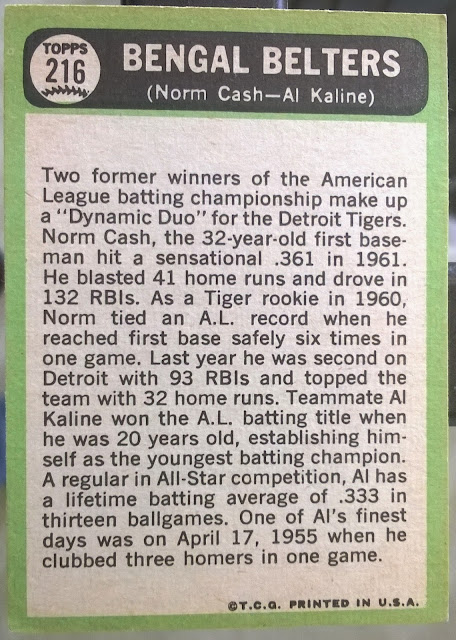 TOPPS
216
BENGAL BELTERS
(Norm Cash—Al Kaline)
Two former winners of the American
League batting championship make up
a "Dynamic Duo" for the Detroit Tigers.
Norm Cash, the 32-year-old first base-
man hit a sensational .361 in 1961.
He blasted 41 home runs and drove in
132 RBIs. As a Tiger rookie in 1960,
Norm tied an A.L. record when he
reached first base safely six times in
one game. Last year he was second on
Detroit with 93 RBIs and topped the
team with 32 home runs. Teammate Al
Kaline won the A.L. batting title when
he was 20 years old, establishing him-
self as the youngest batting champion.
A regular in All-Star competition, Al has
a lifetime batting average of .333 in
thirteen ballgames. One of Al's finest
days was on April 17, 1955 when he
clubbed three homers in one game.
©T.C.G. PRINTED IN U.S.A.